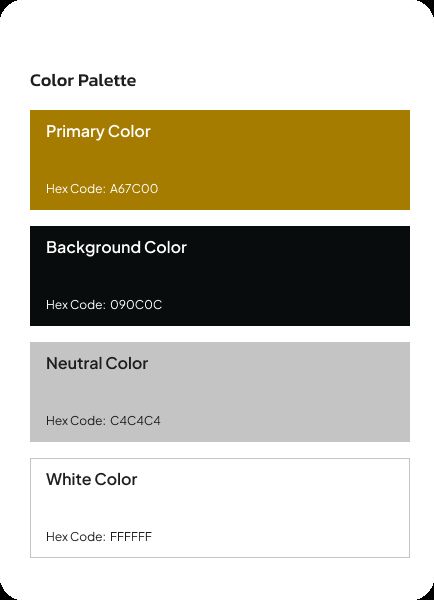 Color Palette
Primary Color
Hex Code: A67C00
Background Color
Hex Code: 090C0C
Neutral Color
Hex Code: C4C4C4
White Color
Hex Code: FFFFFF